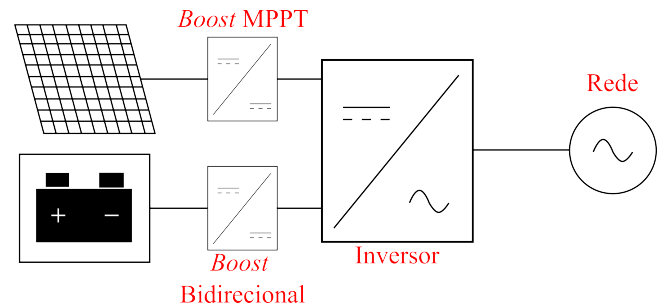 Boost MPPT
Rede
Inversor
Boost
Bidirecional